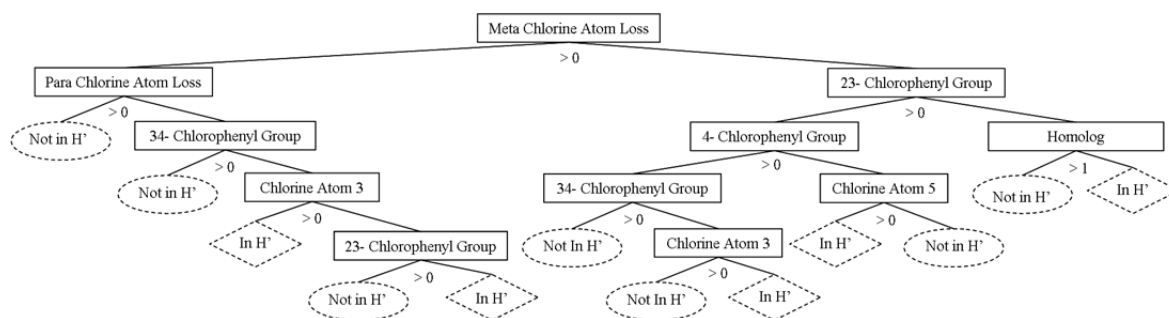 Meta Chlorine Atom Loss
> 0
Para Chlorine Atom Loss
23- Chlorophenyl Group
> 0
> 0
Not in H’
34- Chlorophenyl Group
4- Chlorophenyl Group
Homolog
> 0
> 0
> 1
Not in H’
Chlorine Atom 3
34- Chlorophenyl Group
Chlorine Atom 5
Not in H’
In H’
> 0
> 0
> 0
In H’
23- Chlorophenyl Group
Not In H’
Chlorine Atom 3
In H’
Not in H’
> 0
> 0
Not in H’
In H’
Not In H’
In H’